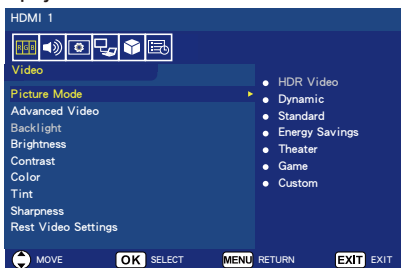 HDMI 1
RGB
Video
Picture Mode
Advanced Video
Backlight
Brightness
Contrast
Color
Tint
Sharpness
Rest Video Settings
HDR Video
Dynamic
Standard
Energy Savings
Theater
Game
Custom
MOVE OK SELECT MENU RETURN EXIT EXIT